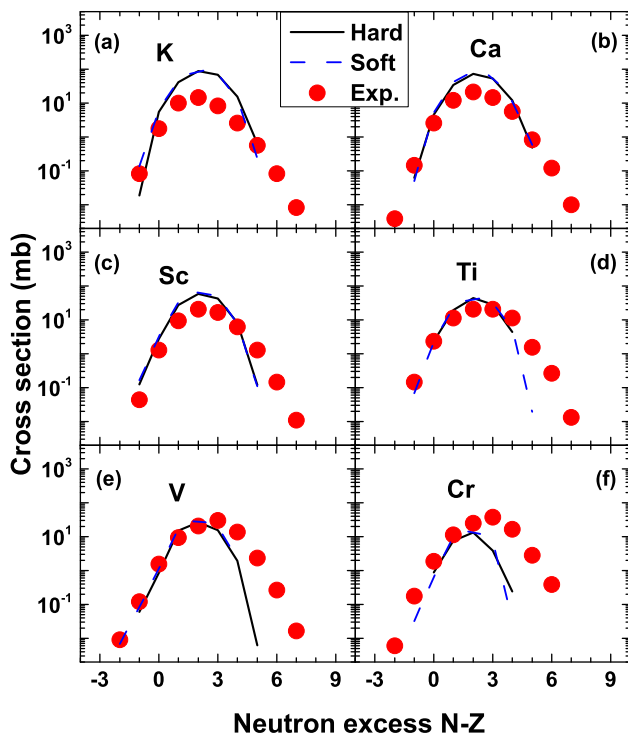 Hard
Soft
Exp.
(a)
K
(b)
Ca
10³
10¹
10⁻¹
(c)
Sc
(d)
Ti
10³
10¹
10⁻¹
(e)
V
(f)
Cr
10³
10¹
10⁻¹
-3 0 3 6 9 -3 0 3 6 9
Cross section (mb)
Neutron excess N-Z